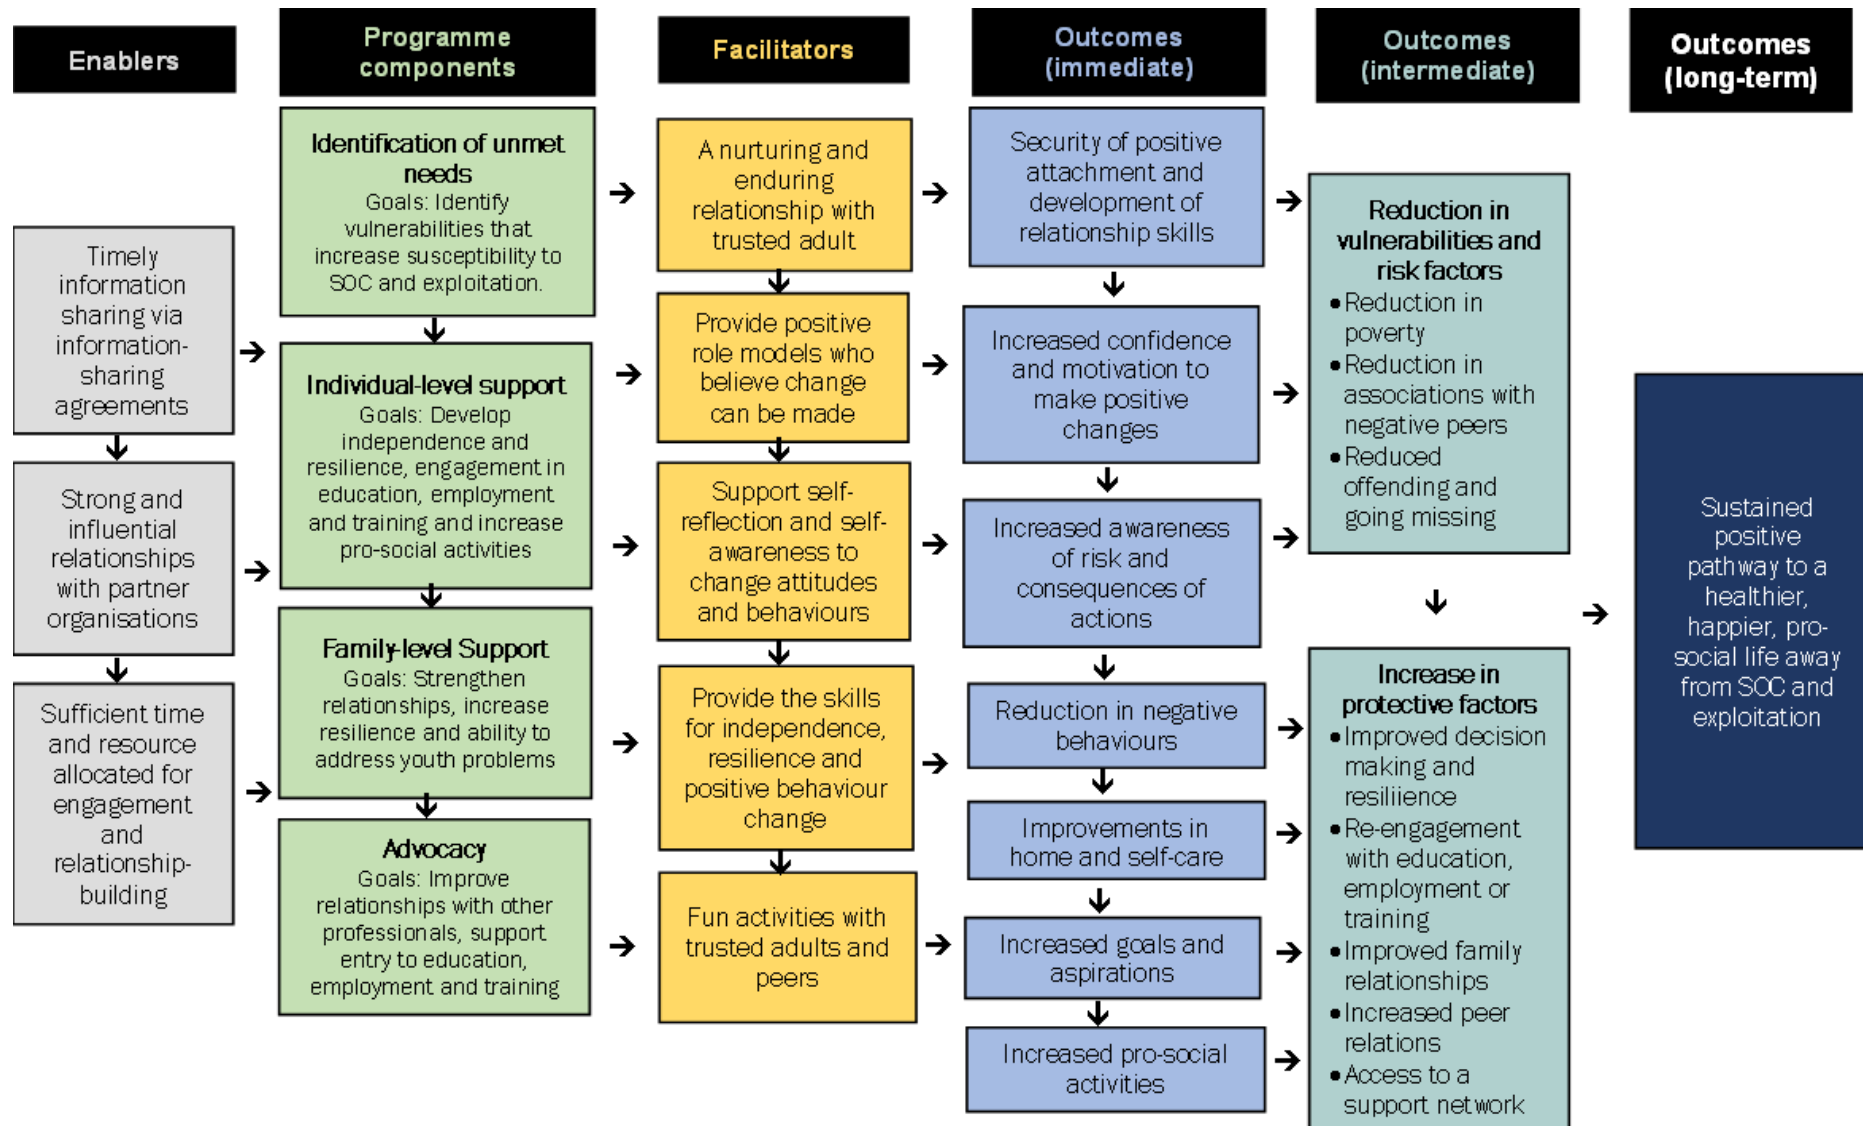 Enablers
Timely
information
sharing via
information-
sharing
agreements
Strong and
influential
relationships
with partner
organisations
Sufficient time
and resource
allocated for
engagement
and
relationship-
building
Programme
components
Identification of unmet
needs
Goals: Identify
vulnerabilities that
increase susceptibility to
SOC and exploitation.
Individual-level support
Goals: Develop
independence and
resilience, engagement in
education, employment
and training and increase
pro-social activities
Family-level Support
Goals: Strengthen
relationships, increase
resilience and ability to
address youth problems
Advocacy
Goals: Improve
relationships with other
professionals, support
entry to education,
employment and training
Facilitators
A nurturing and
enduring
relationship with
trusted adult
Provide positive
role models who
believe change
can be made
Support self-
reflection and self-
awareness to
change attitudes
and behaviours
Provide the skills
for independence,
resilience and
positive behaviour
change
Fun activities with
trusted adults and
peers
Outcomes
(immediate)
Security of positive
attachment and
development of
relationship skills
Increased confidence
and motivation to
make positive
changes
Increased awareness
of risk and
consequences of
actions
Reduction in negative
behaviours
Improvements in
home and self-care
Increased goals and
aspirations
Increased pro-social
activities
Outcomes
(intermediate)
Reduction in
vulnerabilities and
risk factors
• Reduction in
poverty
• Reduction in
associations with
negative peers
• Reduced
offending and
going missing
Increase in
protective factors
• Improved decision
making and
resiliience
• Re-engagement
with education,
employment or
training
• Improved family
relationships
• Increased peer
relations
• Access to a
support network
Outcomes
(long-term)
Sustained
positive
pathway to a
healthier,
happier, pro-
social life away
from SOC and
exploitation